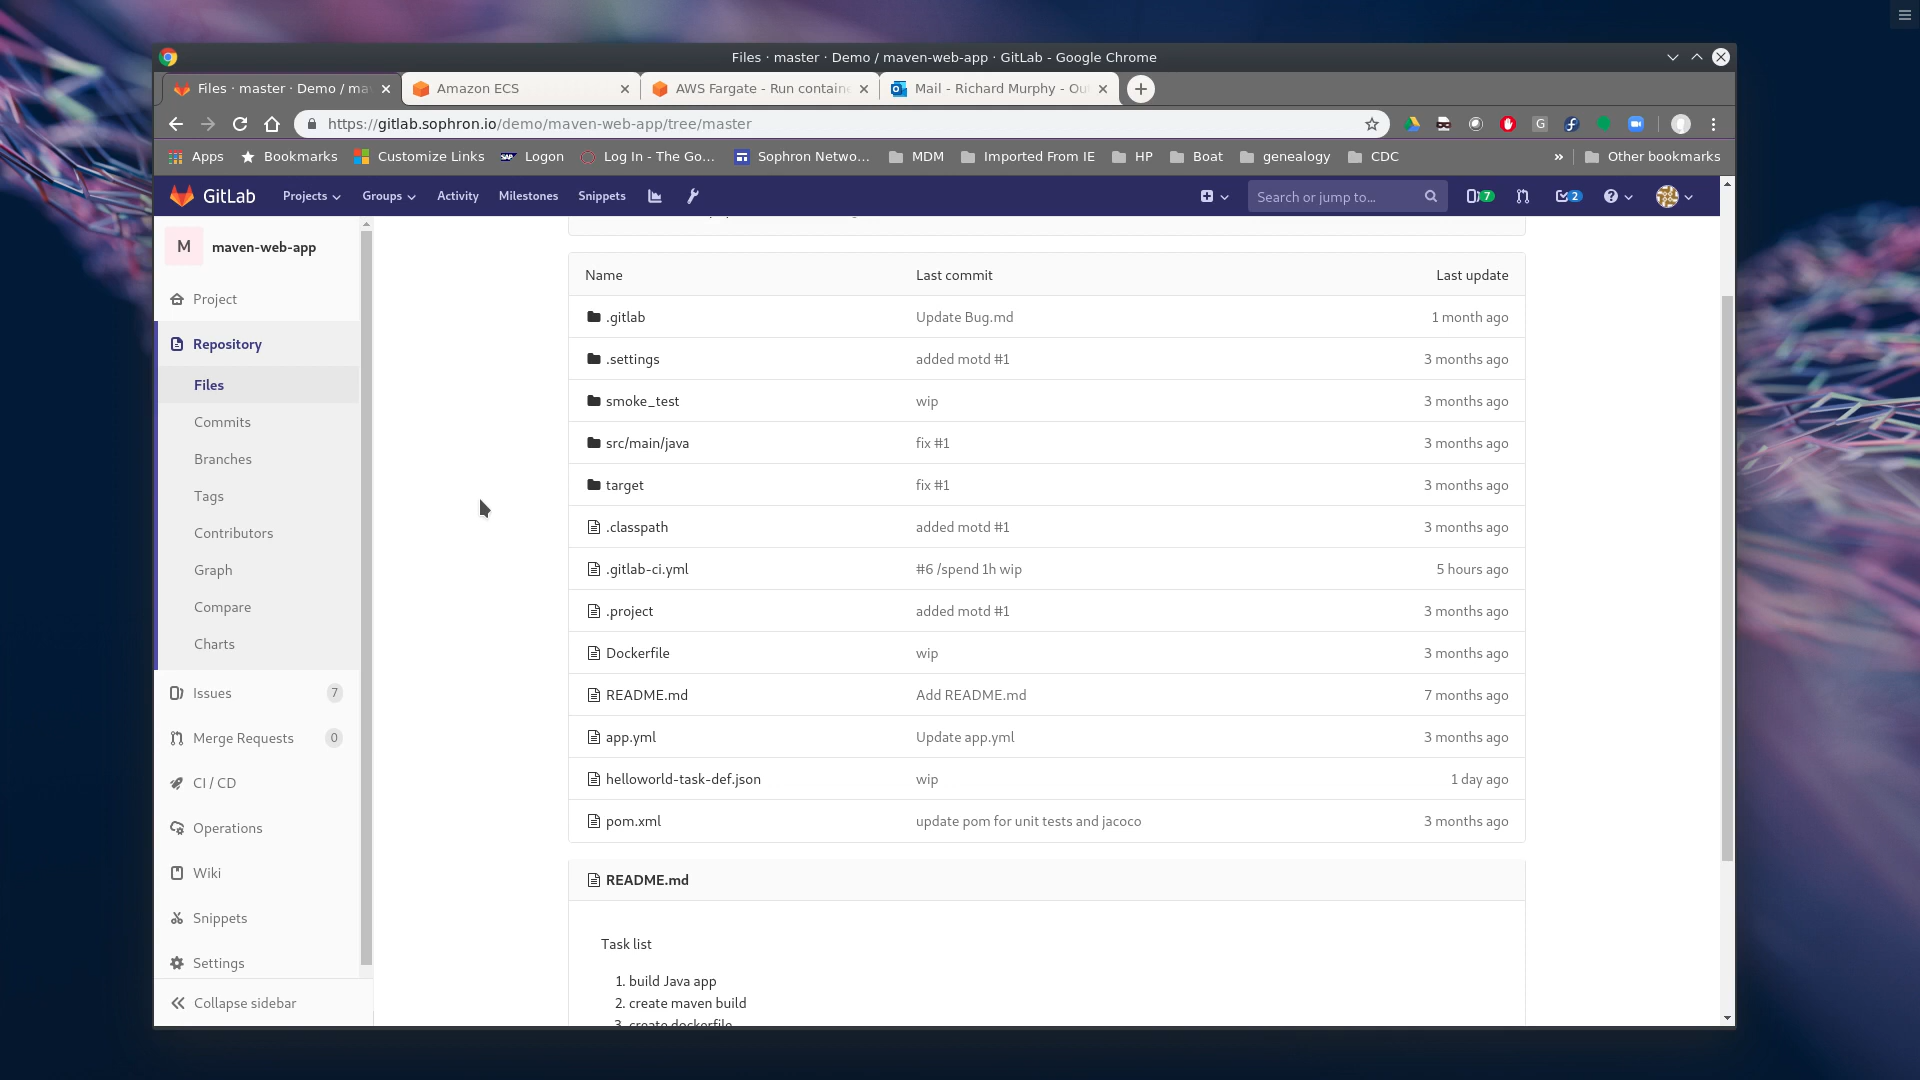 Files · master · Demo / maven-web-app · GitLab - Google Chrome
Files · master · Demo / ma
Amazon ECS
AWS Fargate - Run containe
Mail - Richard Murphy - Ou
https://gitlab.sophron.io/demo/maven-web-app/tree/master
Apps
Bookmarks
Customize Links
Logon
Log In - The Go...
Sophron Netwo...
MDM
Imported From IE
HP
Boat
genealogy
CDC
»
Other bookmarks
GitLab
Projects
Groups
Activity
Milestones
Snippets
Search or jump to...
7
2
M
maven-web-app
Project
Repository
Files
Commits
Branches
Tags
Contributors
Graph
Compare
Charts
Issues 7
Merge Requests 0
CI / CD
Operations
Wiki
Snippets
Settings
Collapse sidebar
Name Last commit Last update
.gitlab Update Bug.md 1 month ago
.settings added motd #1 3 months ago
smoke_test wip 3 months ago
src/main/java fix #1 3 months ago
target fix #1 3 months ago
.classpath added motd #1 3 months ago
.gitlab-ci.yml #6 /spend 1h wip 5 hours ago
.project added motd #1 3 months ago
Dockerfile wip 3 months ago
README.md Add README.md 7 months ago
app.yml Update app.yml 3 months ago
helloworld-task-def.json wip 1 day ago
pom.xml update pom for unit tests and jacoco 3 months ago
README.md
Task list
1. build Java app
2. create maven build
3. create dockerfile